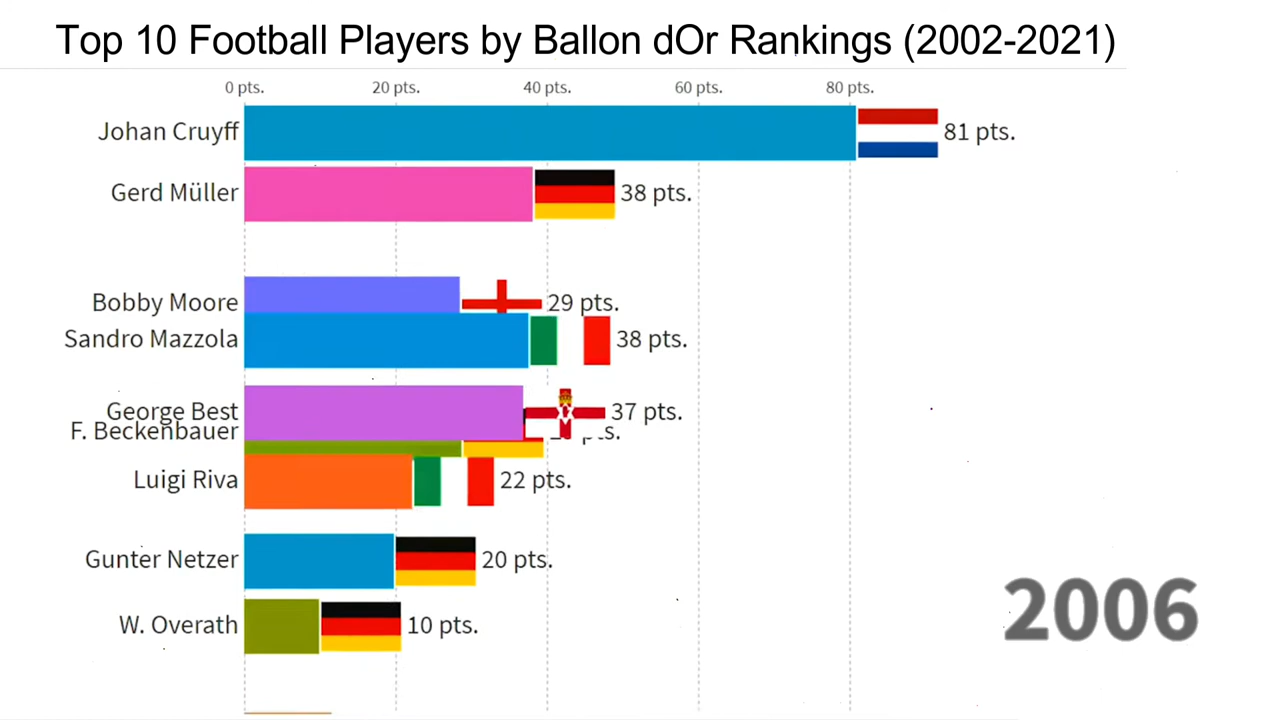 Top 10 Football Players by Ballon dOr Rankings (2002-2021)
0 pts. 20 pts. 40 pts. 60 pts. 80 pts.
Johan Cruyff 81 pts.
Gerd Müller 38 pts.
Bobby Moore 29 pts.
Sandro Mazzola 38 pts.
George Best 37 pts.
F. Beckenbauer pts.
Luigi Riva 22 pts.
Gunter Netzer 20 pts.
W. Overath 10 pts.
2006